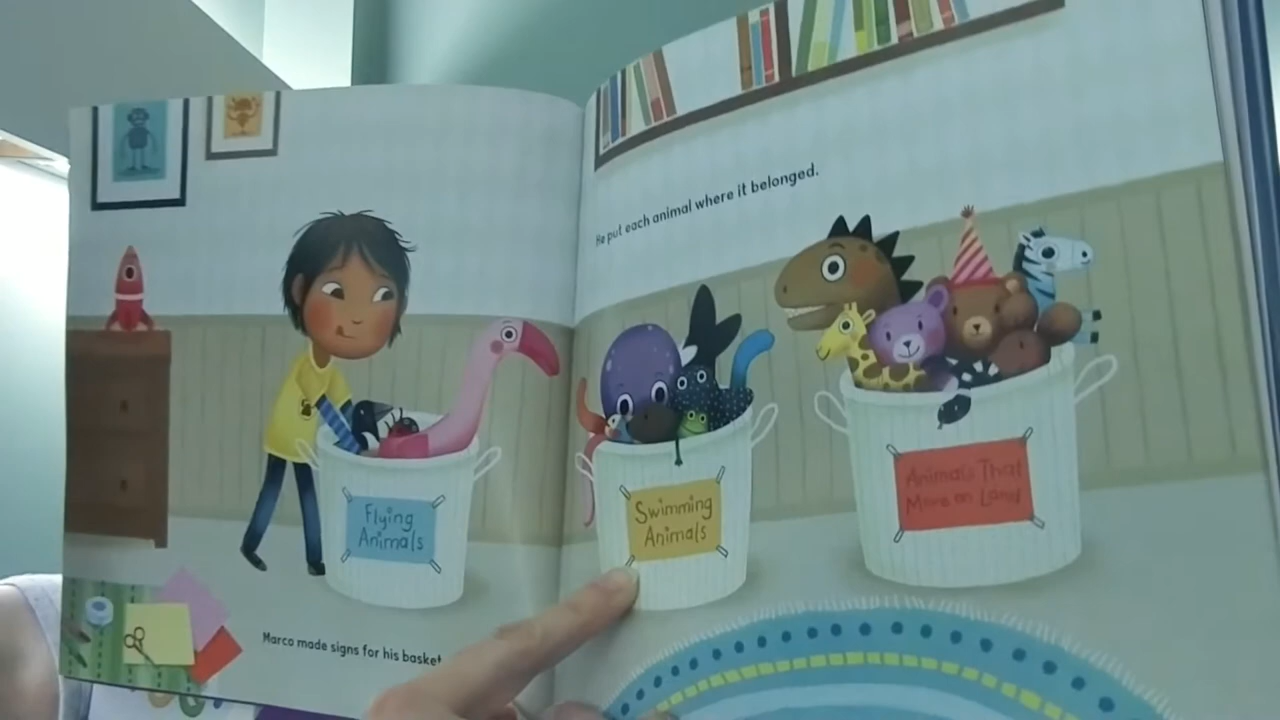 Marco made signs for his basket
He put each animal where it belonged.
Flying
Animals
Swimming
Animals
Animals That
Move on Land